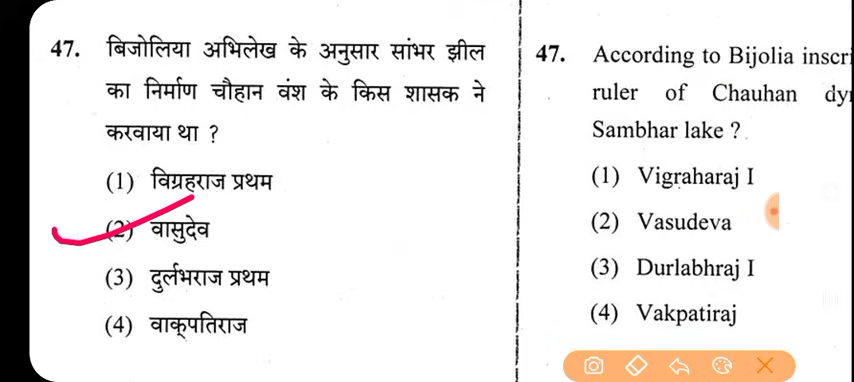 47. बिजोलिया अभिलेख के अनुसार सांभर झील
का निर्माण चौहान वंश के किस शासक ने
करवाया था ?
(1) विग्रहराज प्रथम
(2) वासुदेव
(3) दुर्लभराज प्रथम
(4) वाक्पतिराज
47. According to Bijolia inscri
ruler of Chauhan dy
Sambhar lake ?
(1) Vigraharaj I
(2) Vasudeva
(3) Durlabhraj I
(4) Vakpatiraj